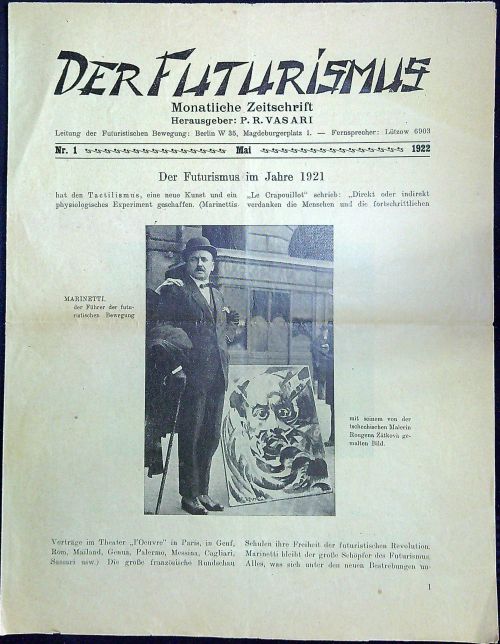 DER FUTURISMUS
Monatliche Zeitschrift
Herausgeber: P. R. VASARI
Leitung der Futuristischen Bewegung: Berlin W 35, Magdeburgerplatz 1. — Fernsprecher: Lützow 6903
Nr. 1 Mai 1922
Der Futurismus im Jahre 1921
hat den Tactilismus, eine neue Kunst und ein
physiologisches Experiment geschaffen. (Marinettis
„Le Crapouillot" schrieb: „Direkt oder indirekt
verdanken die Menschen und die fortschrittlichen
MARINETTI,
der Führer der futu-
ristischen Bewegung
mit seinem von der
tschechischen Malerin
Rougena Zátková ge-
malten Bild.
Vorträge im Theater „l'Oeuvre" in Paris, in Genf,
Rom, Mailand, Genua, Palermo, Messina, Cagliari,
Sassari usw.) Die große französische Rundschau
Schulen ihre Freiheit der futuristischen Revolution.
Marinetti bleibt der große Schöpfer des Futurismus.
Alles, was sich unter den neuen Bestrebungen un-
1